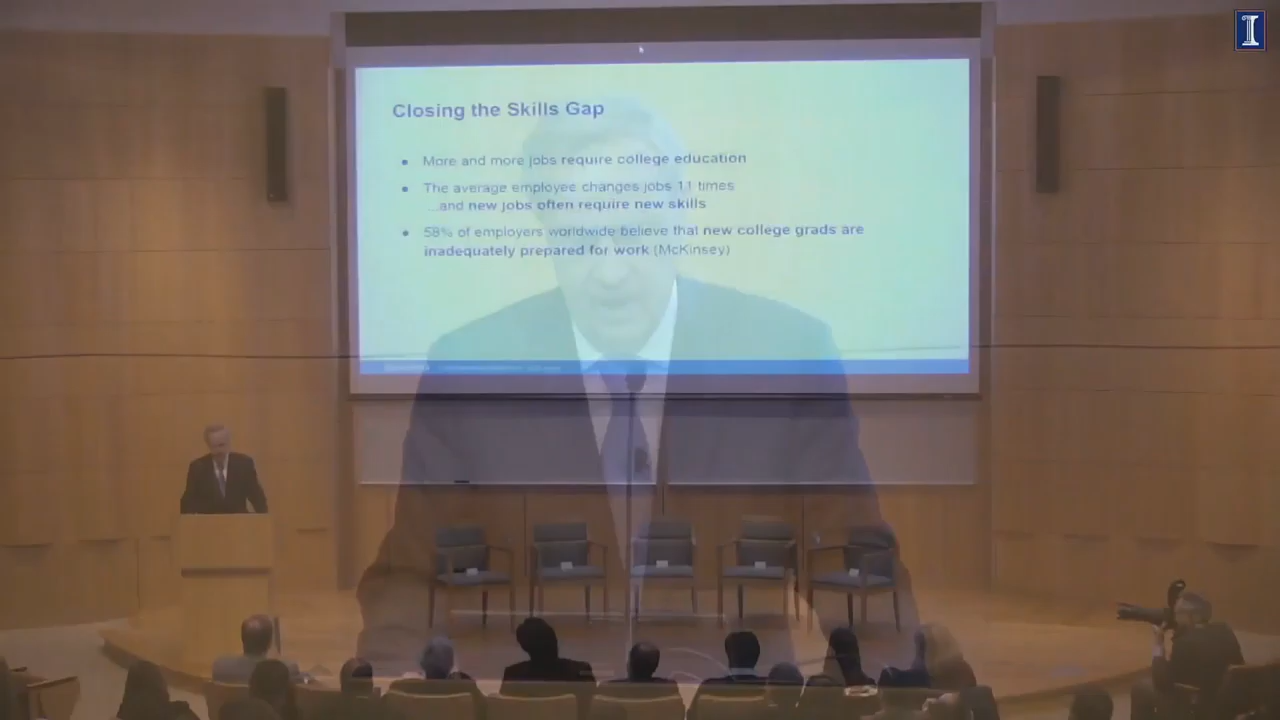 I
Closing the Skills Gap
More and more jobs require college education
The average employee changes jobs 11 times
...and new jobs often require new skills
58% of employers worldwide believe that new college grads are
inadequately prepared for work (McKinsey)